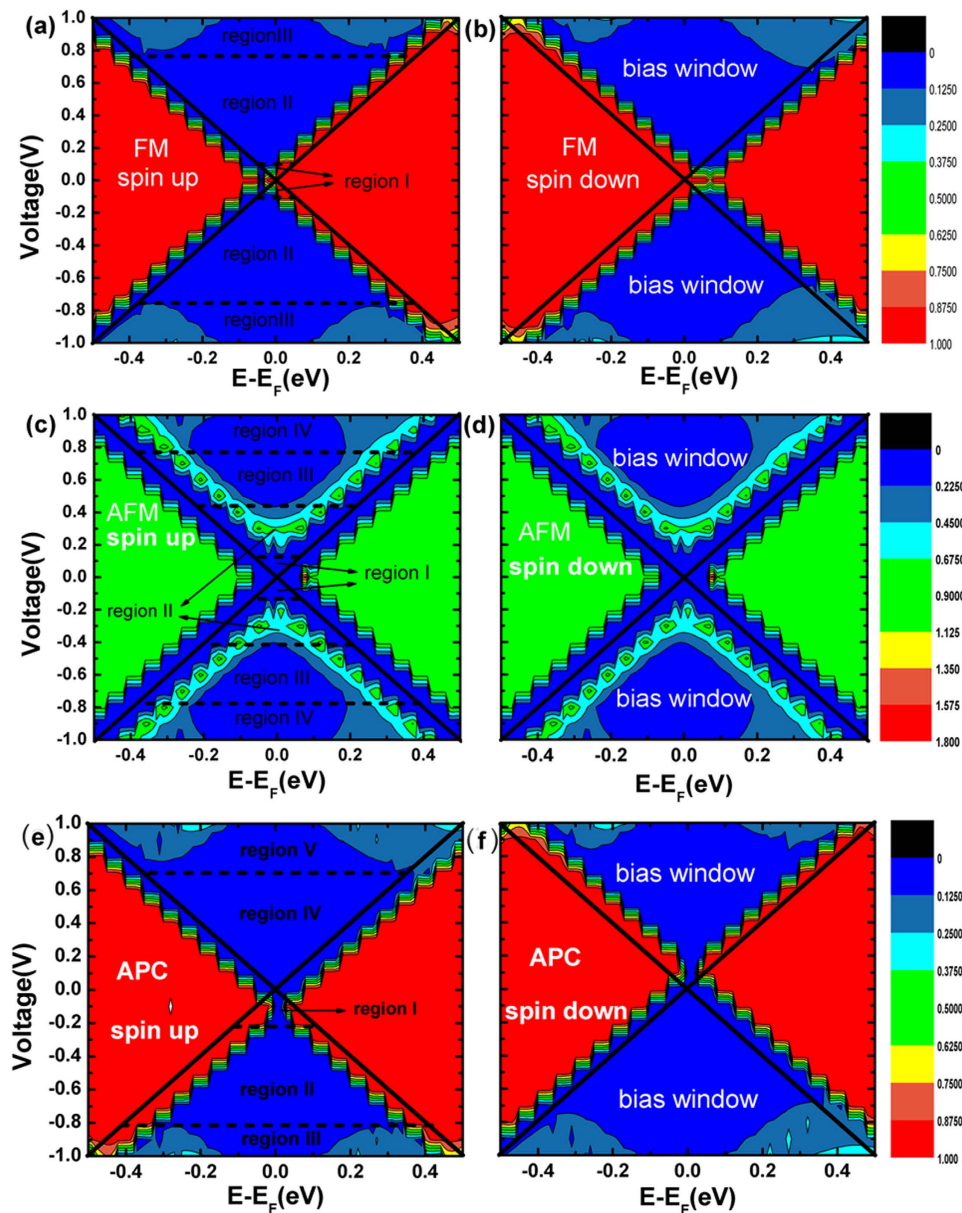 (a)
regionIII
region II
FM
spin up
region I
region II
regionIII
Voltage(V)
1.0
0.8
0.6
0.4
0.2
0.0
-0.2
-0.4
-0.6
-0.8
-1.0
-0.4 -0.2 0.0 0.2 0.4
E-EF(eV)
(b)
bias window
FM
spin down
bias window
-0.4 -0.2 0.0 0.2 0.4
E-EF(eV)
0
0.1250
0.2500
0.3750
0.5000
0.6250
0.7500
0.8750
1.000
(c)
region IV
region III
AFM
spin up
region I
region II
region III
region IV
Voltage(V)
1.0
0.8
0.6
0.4
0.2
0.0
-0.2
-0.4
-0.6
-0.8
-1.0
-0.4 -0.2 0.0 0.2 0.4
E-EF(eV)
(d)
bias window
AFM
spin down
bias window
-0.4 -0.2 0.0 0.2 0.4
E-EF(eV)
0
0.2250
0.4500
0.6750
0.9000
1.125
1.350
1.575
1.800
(e)
region V
region IV
APC
spin up
region I
region II
region III
Voltage(V)
1.0
0.8
0.6
0.4
0.2
0.0
-0.2
-0.4
-0.6
-0.8
-1.0
-0.4 -0.2 0.0 0.2 0.4
E-EF(eV)
(f)
bias window
APC
spin down
bias window
-0.4 -0.2 0.0 0.2 0.4
E-EF(eV)
0
0.1250
0.2500
0.3750
0.5000
0.6250
0.7500
0.8750
1.000